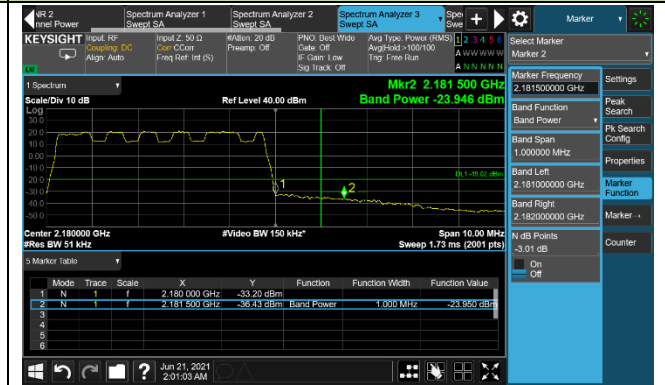 NR 2
nnel Power
Spectrum Analyzer 1
Swept SA
Spectrum Analyzer 2
Swept SA
Spectrum Analyzer 3
Swept SA
Spe
Swe
Marker
KEYSIGHT
Input: RF
Coupling: DC
Align: Auto
Input Z: 50 Ω
Corr CCorr
Freq Ref: Int (S)
#Atten: 20 dB
Preamp: Off
PNO: Best Wide
Gate: Off
IF Gain: Low
Sig Track: Off
Avg Type: Power (RMS)
Avg|Hold:>100/100
Trig: Free Run
1 2 3 4 5 6
A W W W W W
A N N N N N
Select Marker
Marker 2
1 Spectrum
Scale/Div 10 dB
Ref Level 40.00 dBm
Mkr2 2.181 500 GHz
Band Power -23.946 dBm
Log
30.0
20.0
10.0
0.00
-10.0
-20.0
-30.0
-40.0
-50.0
DL1 -19.02 dBm
1
2
Center 2.180000 GHz
#Res BW 51 kHz
#Video BW 150 kHz*
Span 10.00 MHz
Sweep 1.73 ms (2001 pts)
5 Marker Table
Mode Trace Scale X Y Function Function Width Function Value
1 N 1 f 2.180 000 GHz -33.20 dBm
2 N 1 f 2.181 500 GHz -36.43 dBm Band Power 1.000 MHz -23.950 dBm
3
4
5
6
Marker Frequency
2.181500000 GHz
Band Function
Band Power
Band Span
1.000000 MHz
Band Left
2.181000000 GHz
Band Right
2.182000000 GHz
N dB Points
-3.01 dB
On
Off
Settings
Peak
Search
Pk Search
Config
Properties
Marker
Function
Marker→
Counter
?
Jun 21, 2021
2:01:03 AM